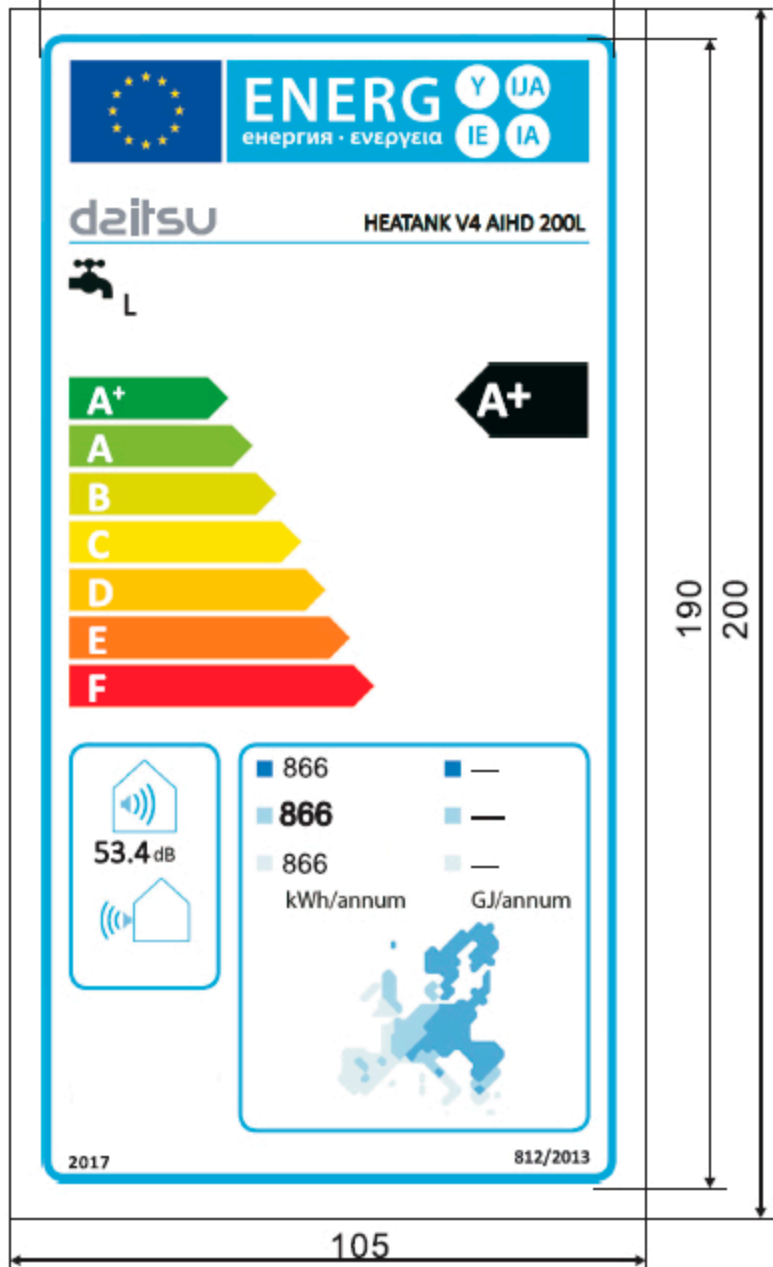 ENERG Y IJA
енергия · ενεργεια IE IA
daitsu HEATANK V4 AIHD 200L
L
A+ A+
A
B
C
D
E
F
190
200
866 —
866 —
53.4 dB
866 —
kWh/annum GJ/annum
2017 812/2013
105